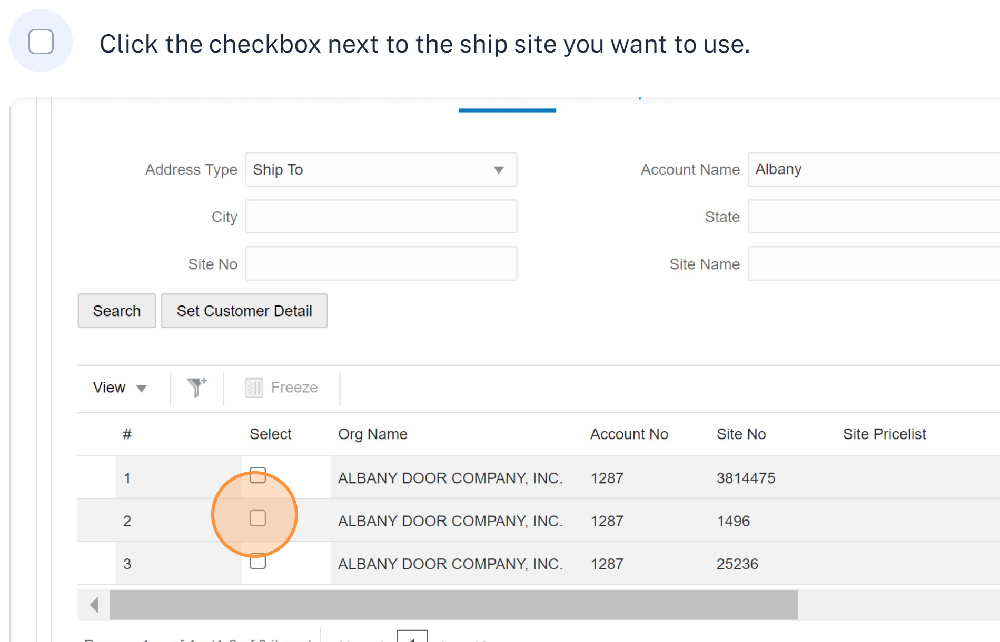 Click the checkbox next to the ship site you want to use.
Address Type Ship To Account Name Albany
City State
Site No Site Name
Search Set Customer Detail
View Freeze
# Select Org Name Account No Site No Site Pricelist
1 ALBANY DOOR COMPANY, INC. 1287 3814475
2 ALBANY DOOR COMPANY, INC. 1287 1496
3 ALBANY DOOR COMPANY, INC. 1287 25236